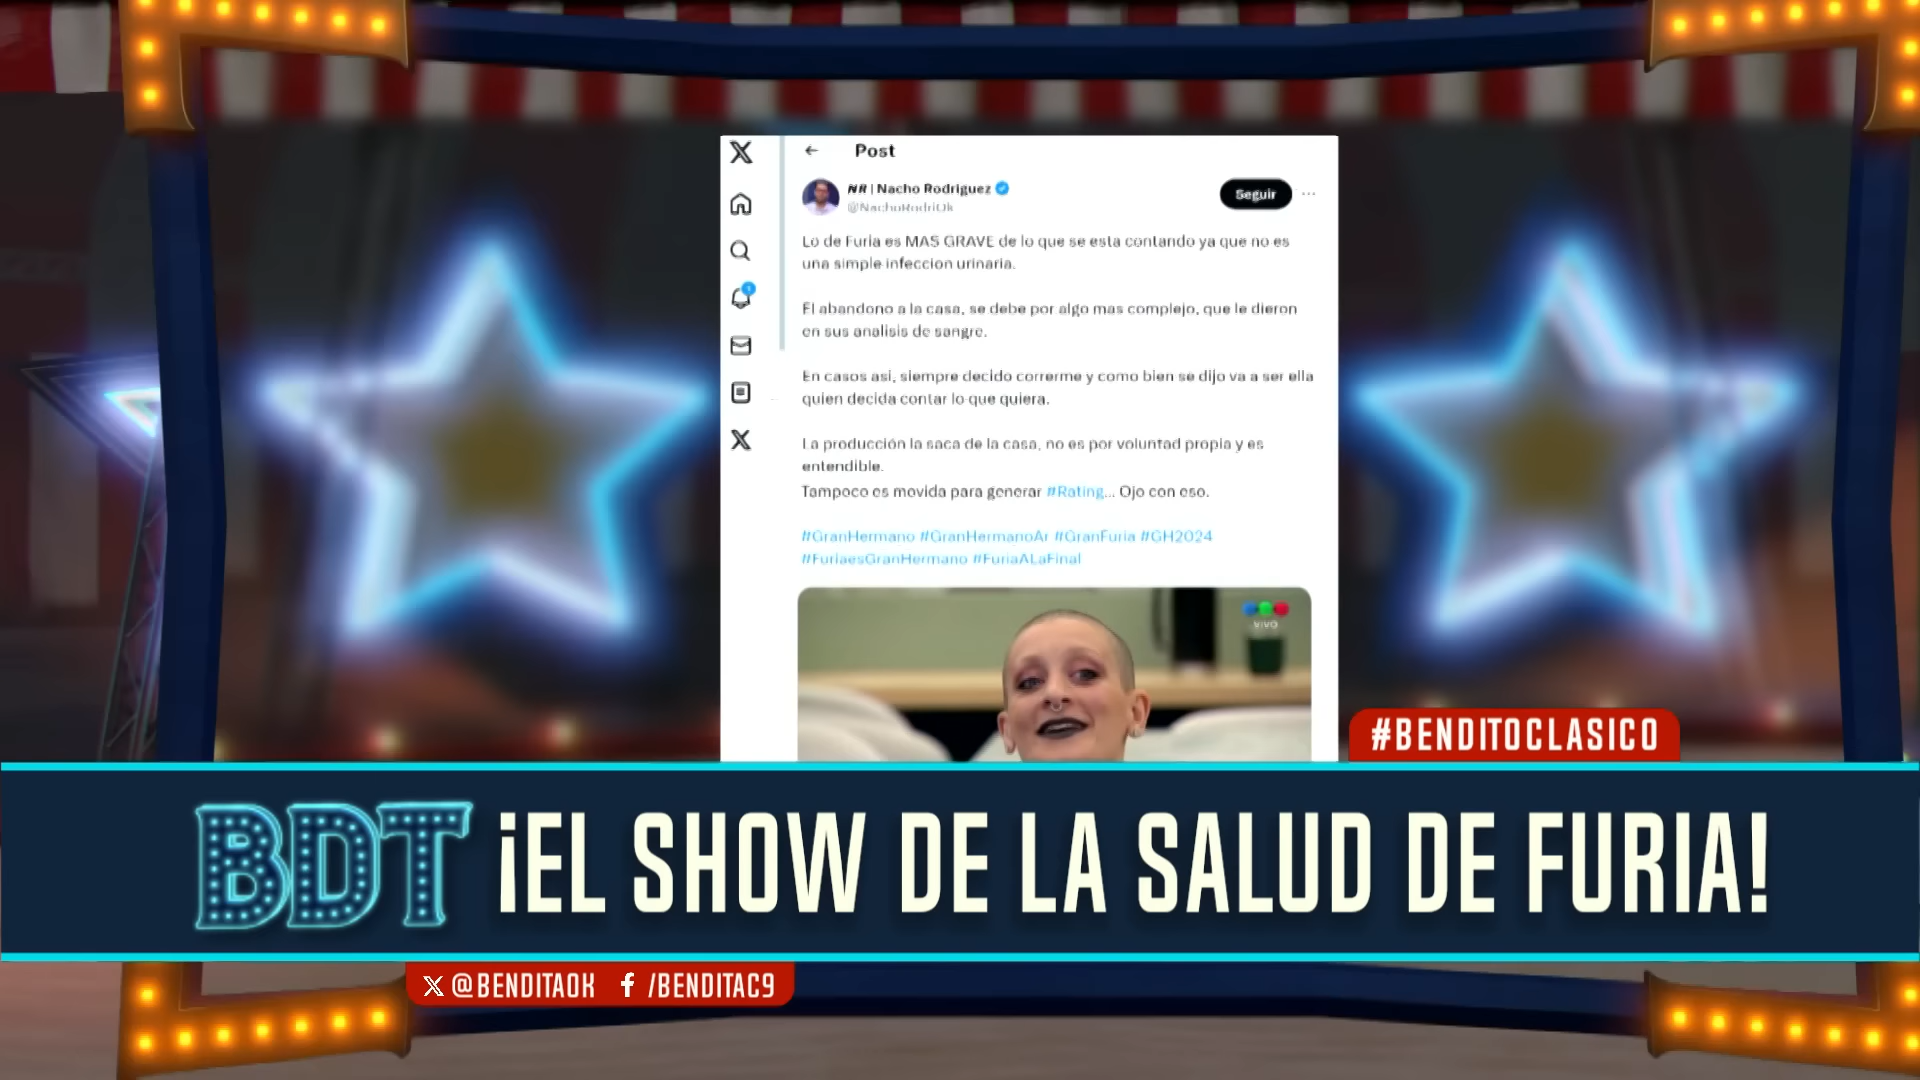 Post
NR | Nacho Rodriguez
@NachoRodriOk
Seguir
Lo de Furia es MAS GRAVE de lo que se esta contando ya que no es
una simple infeccion urinaria.
El abandono a la casa, se debe por algo mas complejo, que le dieron
en sus analisis de sangre.
En casos asi, siempre decido correrme y como bien se dijo va a ser ella
quien decida contar lo que quiera.
La producción la saca de la casa, no es por voluntad propia y es
entendible.
Tampoco es movida para generar #Rating... Ojo con eso.
#GranHermano #GranHermanoAr #GranFuria #GH2024
#FuriaesGranHermano #FuriaALaFinal
VIVO
#BENDITOCLASICO
BDT ¡EL SHOW DE LA SALUD DE FURIA!
@BENDITAOK /BENDITAC9